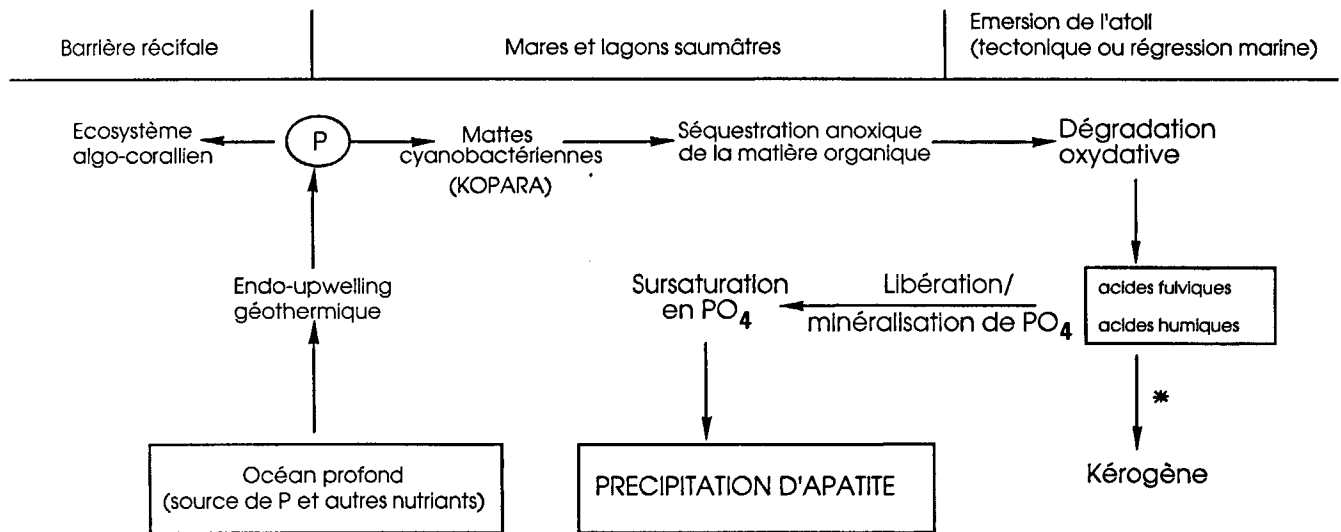 Barrière récifale
Mares et lagons saumâtres
Emersion de l'atoll
(tectonique ou régression marine)
Ecosystème
algo-corallien
P
Mattes
cyanobactériennes
(KOPARA)
Séquestration anoxique
de la matière organique
Dégradation
oxydative
Endo-upwelling
géothermique
Sursaturation
en PO4
Libération/
minéralisation de PO4
acides fulviques
acides humiques
*
Océan profond
(source de P et autres nutriants)
PRECIPITATION D'APATITE
Kérogène